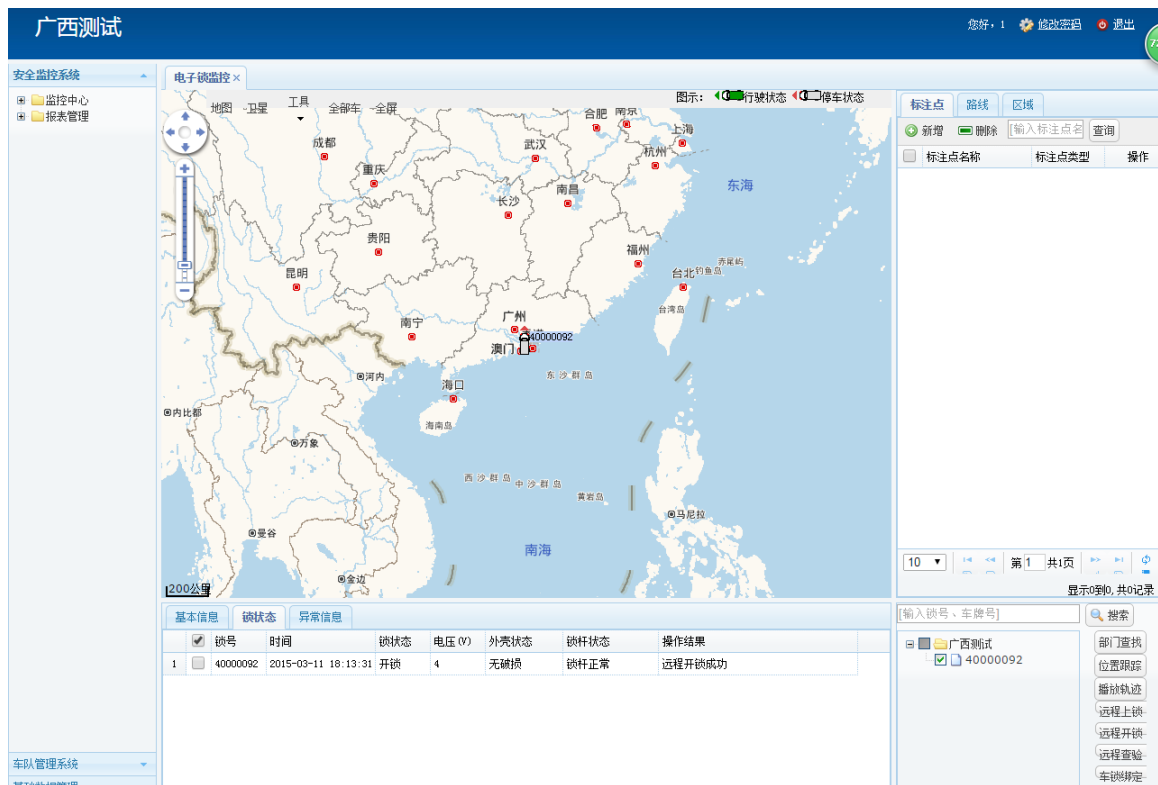 广西测试
您好，1 修改密码 退出
安全监控系统
监控中心
报表管理
车队管理系统
电子锁监控×
地图 卫星 工具 全部车 全屏
图示： 行驶状态 停车状态
合肥 南京
上海
成都
武汉
杭州
重庆
南昌
东海
长沙
贵阳
福州
赤尾屿
钓鱼岛
昆明
台北
台湾岛
广州
南宁
40000092
澳门
东沙群岛
河内
海口
内比都
海南岛
万象
西沙群岛
中沙群岛
黄岩岛
马尼拉
曼谷
南海
金边
200公里
标注点 路线 区域
新增 删除 [输入标注点名 查询
标注点名称 标注点类型 操作
10 第 1 共1页
显示0到0, 共0记录
基本信息 锁状态 异常信息
锁号 时间 锁状态 电压(V) 外壳状态 锁杆状态 操作结果
1 40000092 2015-03-11 18:13:31 开锁 4 无破损 锁杆正常 远程开锁成功
[输入锁号、车牌号] 搜索
广西测试
40000092
部门查找
位置跟踪
播放轨迹
远程上锁
远程开锁
远程查验
车锁绑定